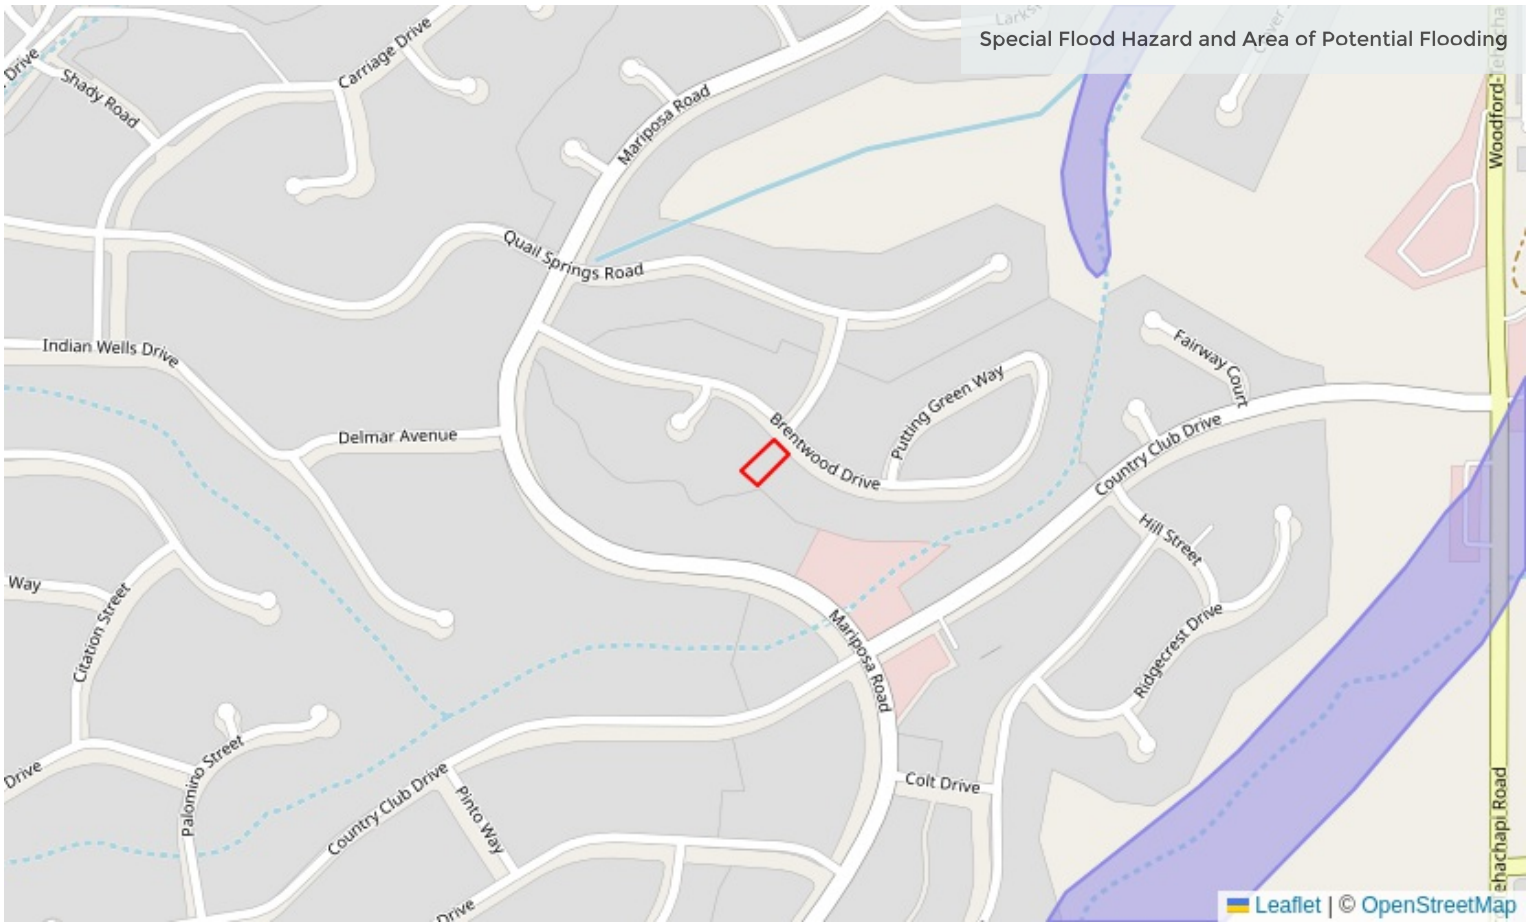 Special Flood Hazard and Area of Potential Flooding
Carriage Drive
Drive
Shady Road
Mariposa Road
Woodford-Tehachapi
Quail Springs Road
Indian Wells Drive
Fairway Court
Putting Green Way
Delmar Avenue
Brentwood Drive
Country Club Drive
Hill Street
Way
Citation Street
Mariposa Road
Ridgecrest Drive
Drive
Palomino Street
Country Club Drive
Pinto Way
Colt Drive
Tehachapi Road
Drive
Leaflet | © OpenStreetMap